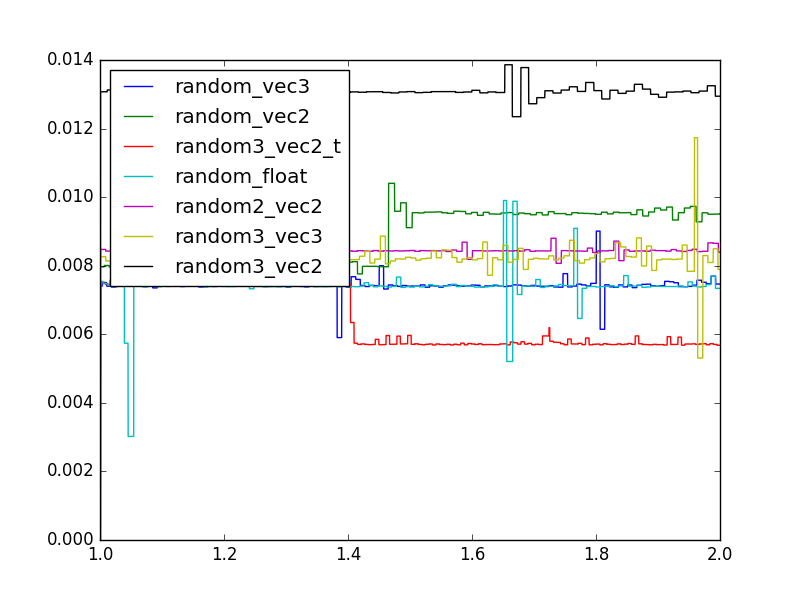 0.014
0.012
0.010
0.008
0.006
0.004
0.002
0.000
1.0 1.2 1.4 1.6 1.8 2.0
random_vec3
random_vec2
random3_vec2_t
random_float
random2_vec2
random3_vec3
random3_vec2